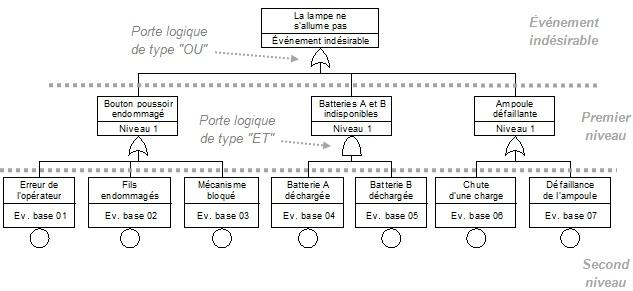 La lampe ne
s'allume pas
Événement indésirable
Événement
indésirable
Porte logique
de type "OU"
Bouton poussoir
endommagé
Niveau 1
Batteries A et B
indisponibles
Niveau 1
Ampoule
défaillante
Niveau 1
Porte logique
de type "ET"
Premier
niveau
Erreur de
l'opérateur
Ev. base 01
Fils
endommagés
Ev. base 02
Mécanisme
bloqué
Ev. base 03
Batterie A
déchargée
Ev. base 04
Batterie B
déchargée
Ev. base 05
Chute
d'une charge
Ev. base 06
Défaillance
de l'ampoule
Ev. base 07
Second
niveau